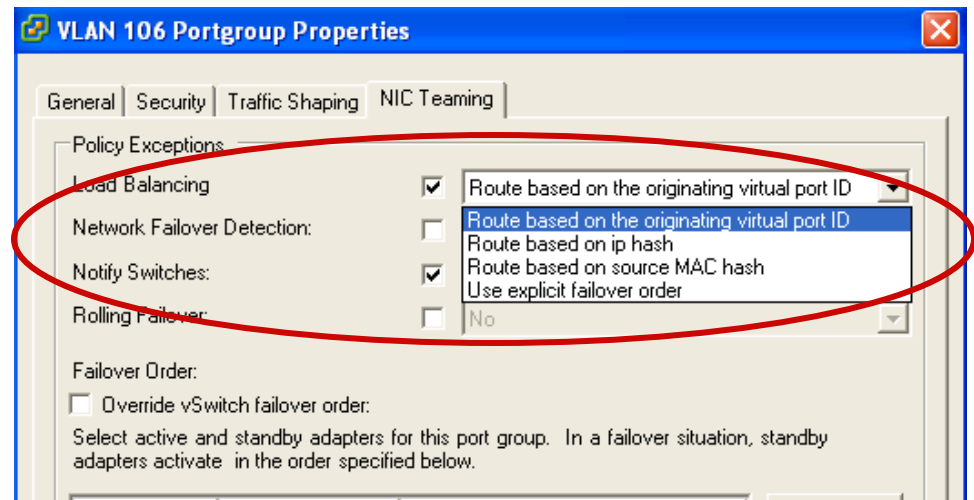 VLAN 106 Portgroup Properties
General Security Traffic Shaping NIC Teaming
Policy Exceptions
Load Balancing Route based on the originating virtual port ID
Route based on the originating virtual port ID
Network Failover Detection:
Route based on ip hash
Route based on source MAC hash
Notify Switches:
Use explicit failover order
Rolling Failover: No
Failover Order:
Override vSwitch failover order:
Select active and standby adapters for this port group. In a failover situation, standby
adapters activate in the order specified below.